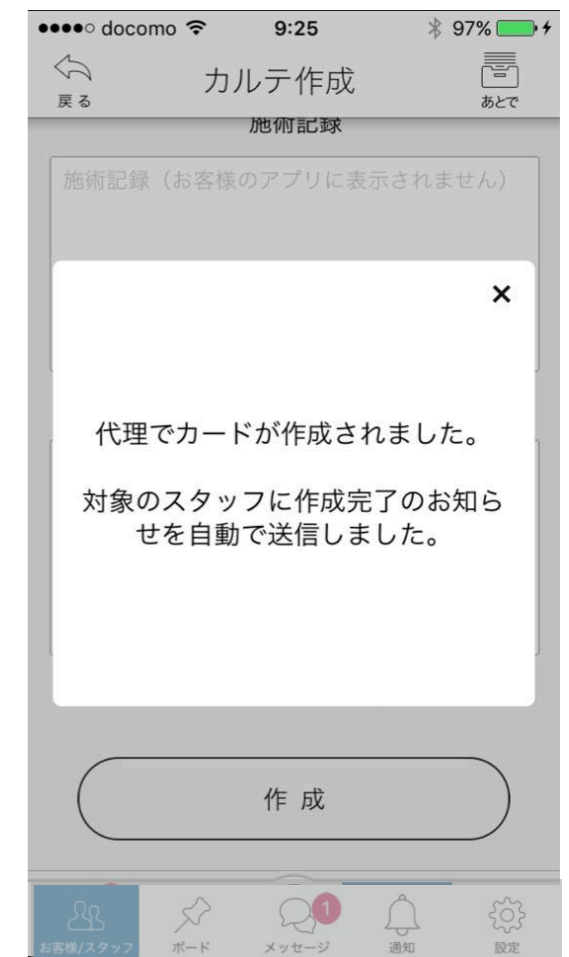 docomo 9:25 97%
戻る
カルテ作成
あとで
施術記録
施術記録（お客様のアプリに表示されません）
×
代理でカードが作成されました。
対象のスタッフに作成完了のお知ら
せを自動で送信しました。
作 成
1
お客様/スタッフ ボード メッセージ 通知 設定